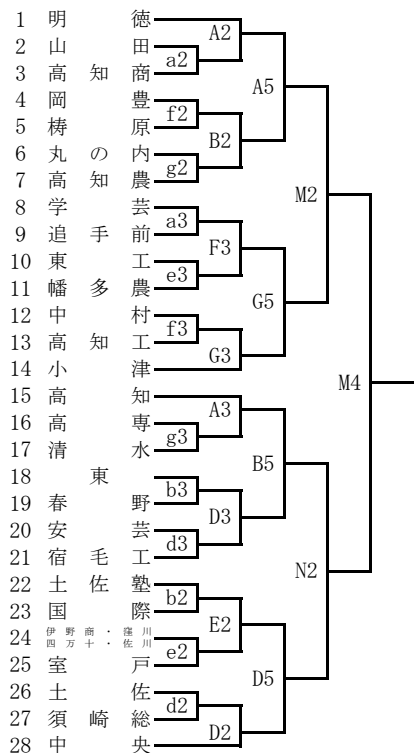 1 明徳
2 山田
3 高知商
4 岡豊
5 梼原
6 丸の内
7 高知農
8 学芸
9 追手前
10 東工
11 幡多農
12 中村
13 高知工
14 小津
15 高知
16 高専
17 清水
18 東
19 春野
20 安芸
21 宿毛工
22 土佐塾
23 国際
24 伊野商・窪川
四万十・佐川
25 室戸
26 土佐
27 須崎総
28 中央
a2
f2
g2
a3
e3
f3
g3
b3
d3
b2
e2
d2
A2
B2
F3
G3
A3
D3
E2
D2
A5
G5
B5
D5
M2
N2
M4